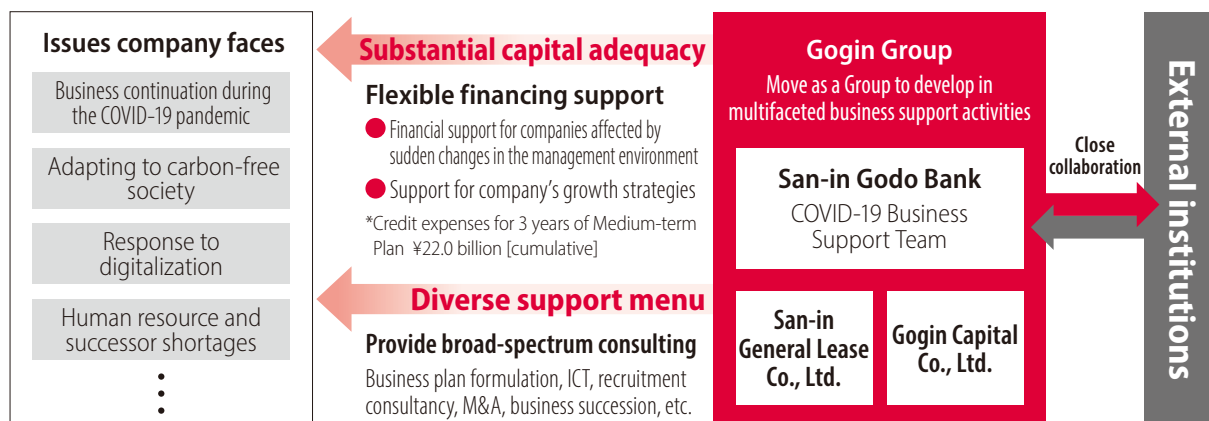 Issues company faces
Business continuation during
the COVID-19 pandemic
Adapting to carbon-free
society
Response to
digitalization
Human resource and
successor shortages
Substantial capital adequacy
Flexible financing support
Financial support for companies affected by
sudden changes in the management environment
Support for company's growth strategies
*Credit expenses for 3 years of Medium-term
Plan ¥22.0 billion [cumulative]
Diverse support menu
Provide broad-spectrum consulting
Business plan formulation, ICT, recruitment
consultancy, M&A, business succession, etc.
Gogin Group
Move as a Group to develop in
multifaceted business support activities
San-in Godo Bank
COVID-19 Business
Support Team
San-in
General Lease
Co., Ltd.
Gogin Capital
Co., Ltd.
Close
collaboration
External institutions